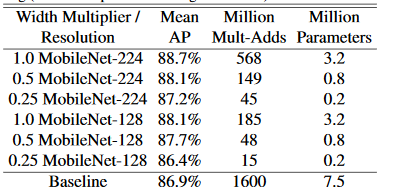 Width Multiplier / Mean Million Million
Resolution AP Mult-Adds Parameters
1.0 MobileNet-224 88.7% 568 3.2
0.5 MobileNet-224 88.1% 149 0.8
0.25 MobileNet-224 87.2% 45 0.2
1.0 MobileNet-128 88.1% 185 3.2
0.5 MobileNet-128 87.7% 48 0.8
0.25 MobileNet-128 86.4% 15 0.2
Baseline 86.9% 1600 7.5